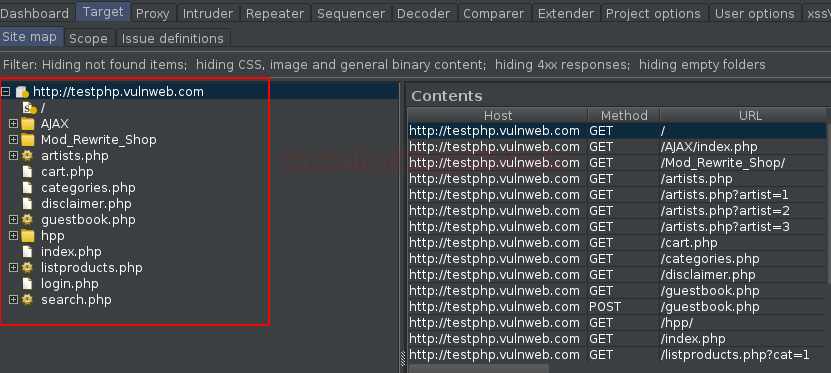 Dashboard Target Proxy Intruder Repeater Sequencer Decoder Comparer Extender Project options User options
Site map Scope Issue definitions
Filter: Hiding not found items; hiding CSS, image and general binary content; hiding 4xx responses; hiding empty folders
http://testphp.vulnweb.com
/
AJAX
Mod_Rewrite_Shop
artists.php
cart.php
categories.php
disclaimer.php
guestbook.php
hpp
index.php
listproducts.php
login.php
search.php
Contents
Host Method URL
http://testphp.vulnweb.com GET /
http://testphp.vulnweb.com GET /AJAX/index.php
http://testphp.vulnweb.com GET /Mod_Rewrite_Shop/
http://testphp.vulnweb.com GET /artists.php
http://testphp.vulnweb.com GET /artists.php?artist=1
http://testphp.vulnweb.com GET /artists.php?artist=2
http://testphp.vulnweb.com GET /artists.php?artist=3
http://testphp.vulnweb.com GET /cart.php
http://testphp.vulnweb.com GET /categories.php
http://testphp.vulnweb.com GET /disclaimer.php
http://testphp.vulnweb.com GET /guestbook.php
http://testphp.vulnweb.com POST /guestbook.php
http://testphp.vulnweb.com GET /hpp/
http://testphp.vulnweb.com GET /index.php
http://testphp.vulnweb.com GET /listproducts.php?cat=1